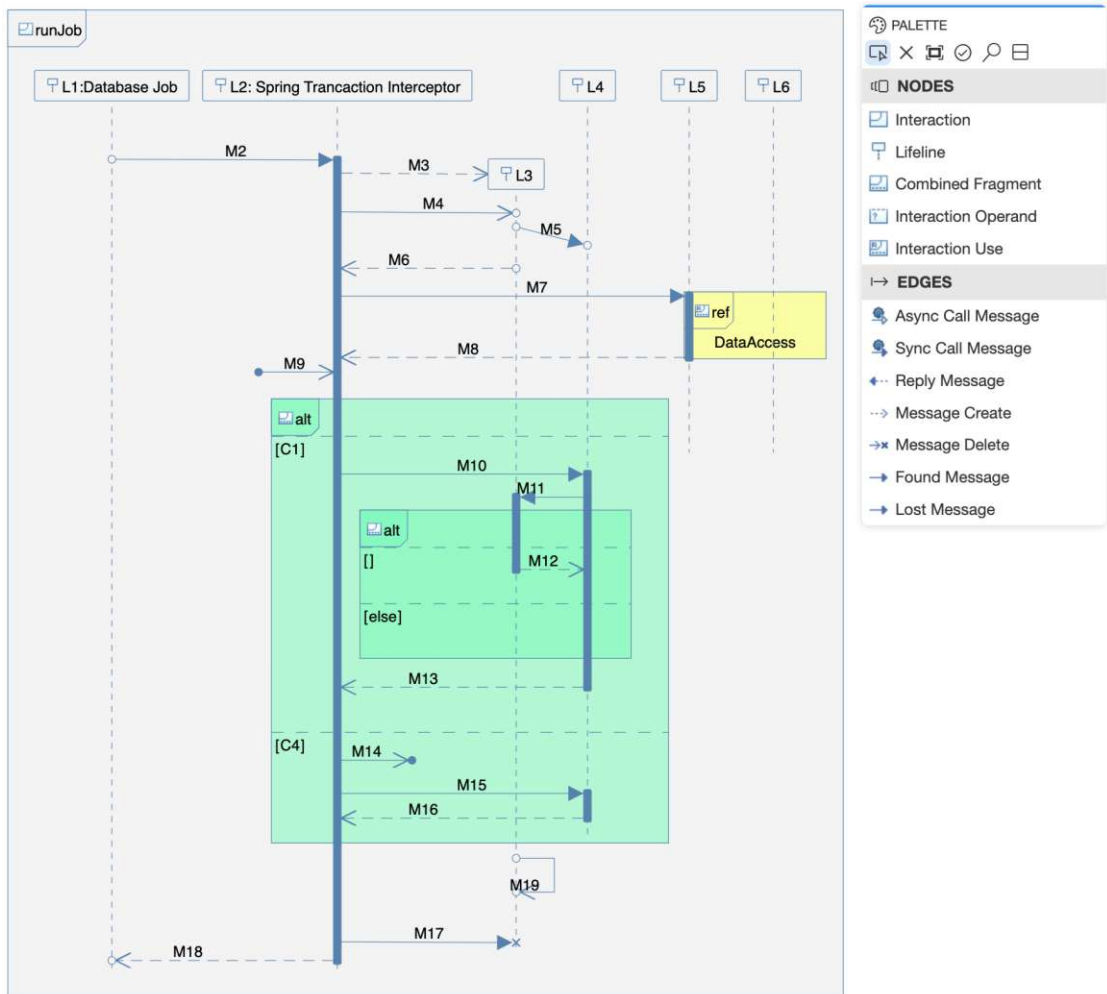 runJob
L1:Database Job
L2: Spring Trancaction Interceptor
L4
L5
L6
M2
M3
L3
M4
M5
M6
M7
ref
DataAccess
M8
M9
alt
[C1]
M10
M11
alt
[]
M12
[else]
M13
[C4]
M14
M15
M16
M19
M17
M18
PALETTE
NODES
Interaction
Lifeline
Combined Fragment
Interaction Operand
Interaction Use
EDGES
Async Call Message
Sync Call Message
Reply Message
Message Create
Message Delete
Found Message
Lost Message